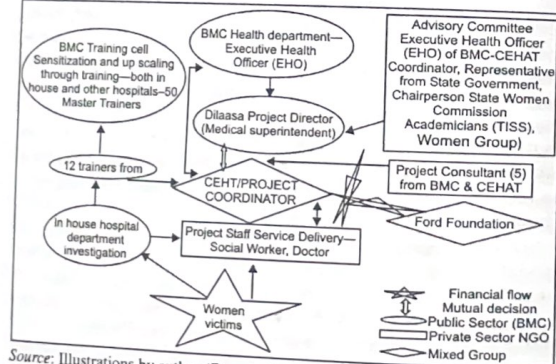 BMC Training cell
Sensitization and up scaling
through training—both in
house and other hospitals–50
Master Trainers
BMC Health department—
Executive Health
Officer (EHO)
Advisory Committee
Executive Health Officer
(EHO) of BMC-CEHAT
Coordinator, Representative
from State Government,
Chairperson State Women
Commission
Academicians (TISS),
Women Group)
Dilaasa Project Director
(Medical superintendent)
12 trainers from
CEHT/PROJECT
COORDINATOR
Project Consultant (5)
from BMC & CEHAT
Ford Foundation
In house hospital
department
investigation
Project Staff Service Delivery—
Social Worker, Doctor
Women
victims
Financial flow
Mutual decision
Public Sector (BMC)
Private Sector NGO
Mixed Group
Source: Illustrations by